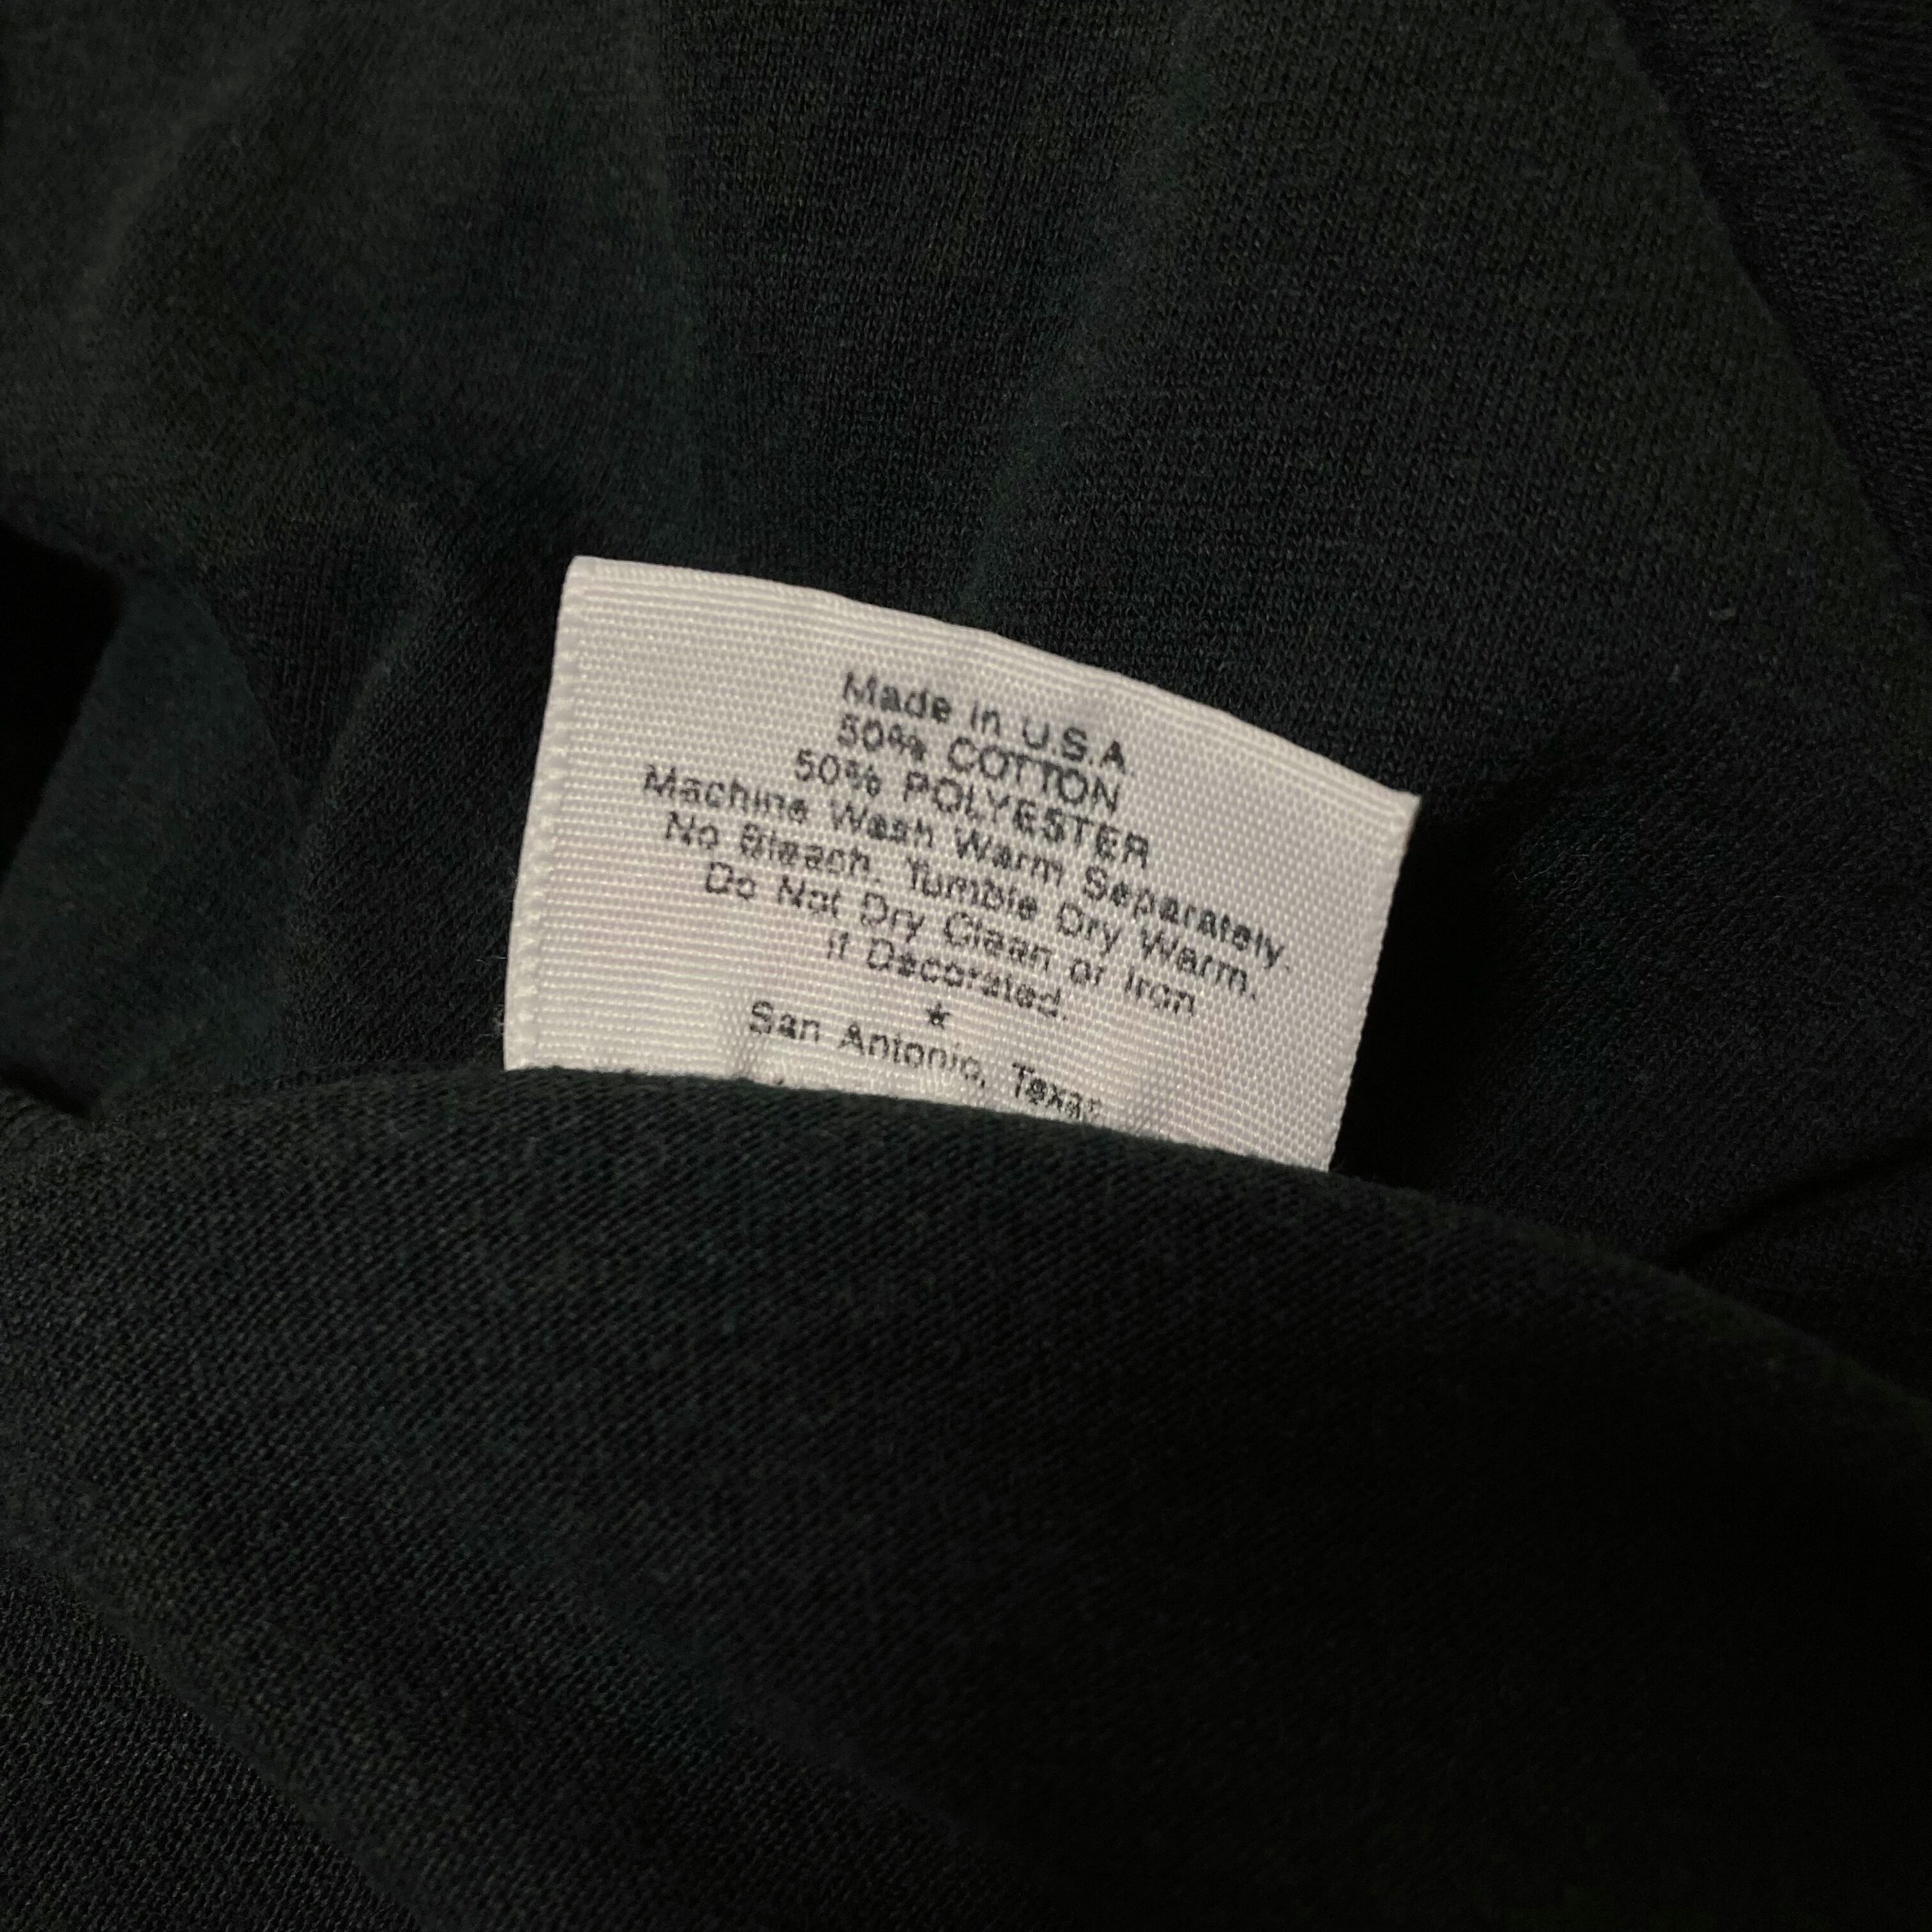 Made in U.S.A.
50% COTTON
50% POLYESTER
Machine Wash Warm Separately.
No Bleach. Tumble Dry Warm.
Do Not Dry Clean or Iron
if Decorated.
★
San Antonio, Texas